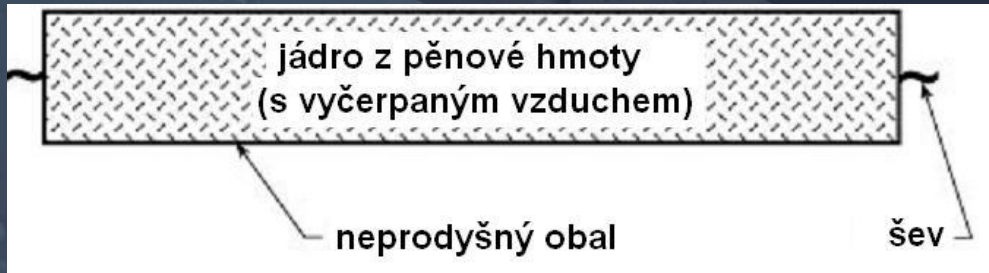 jádro z pěnové hmoty
(s vyčerpaným vzduchem)
neprodyšný obal
šev